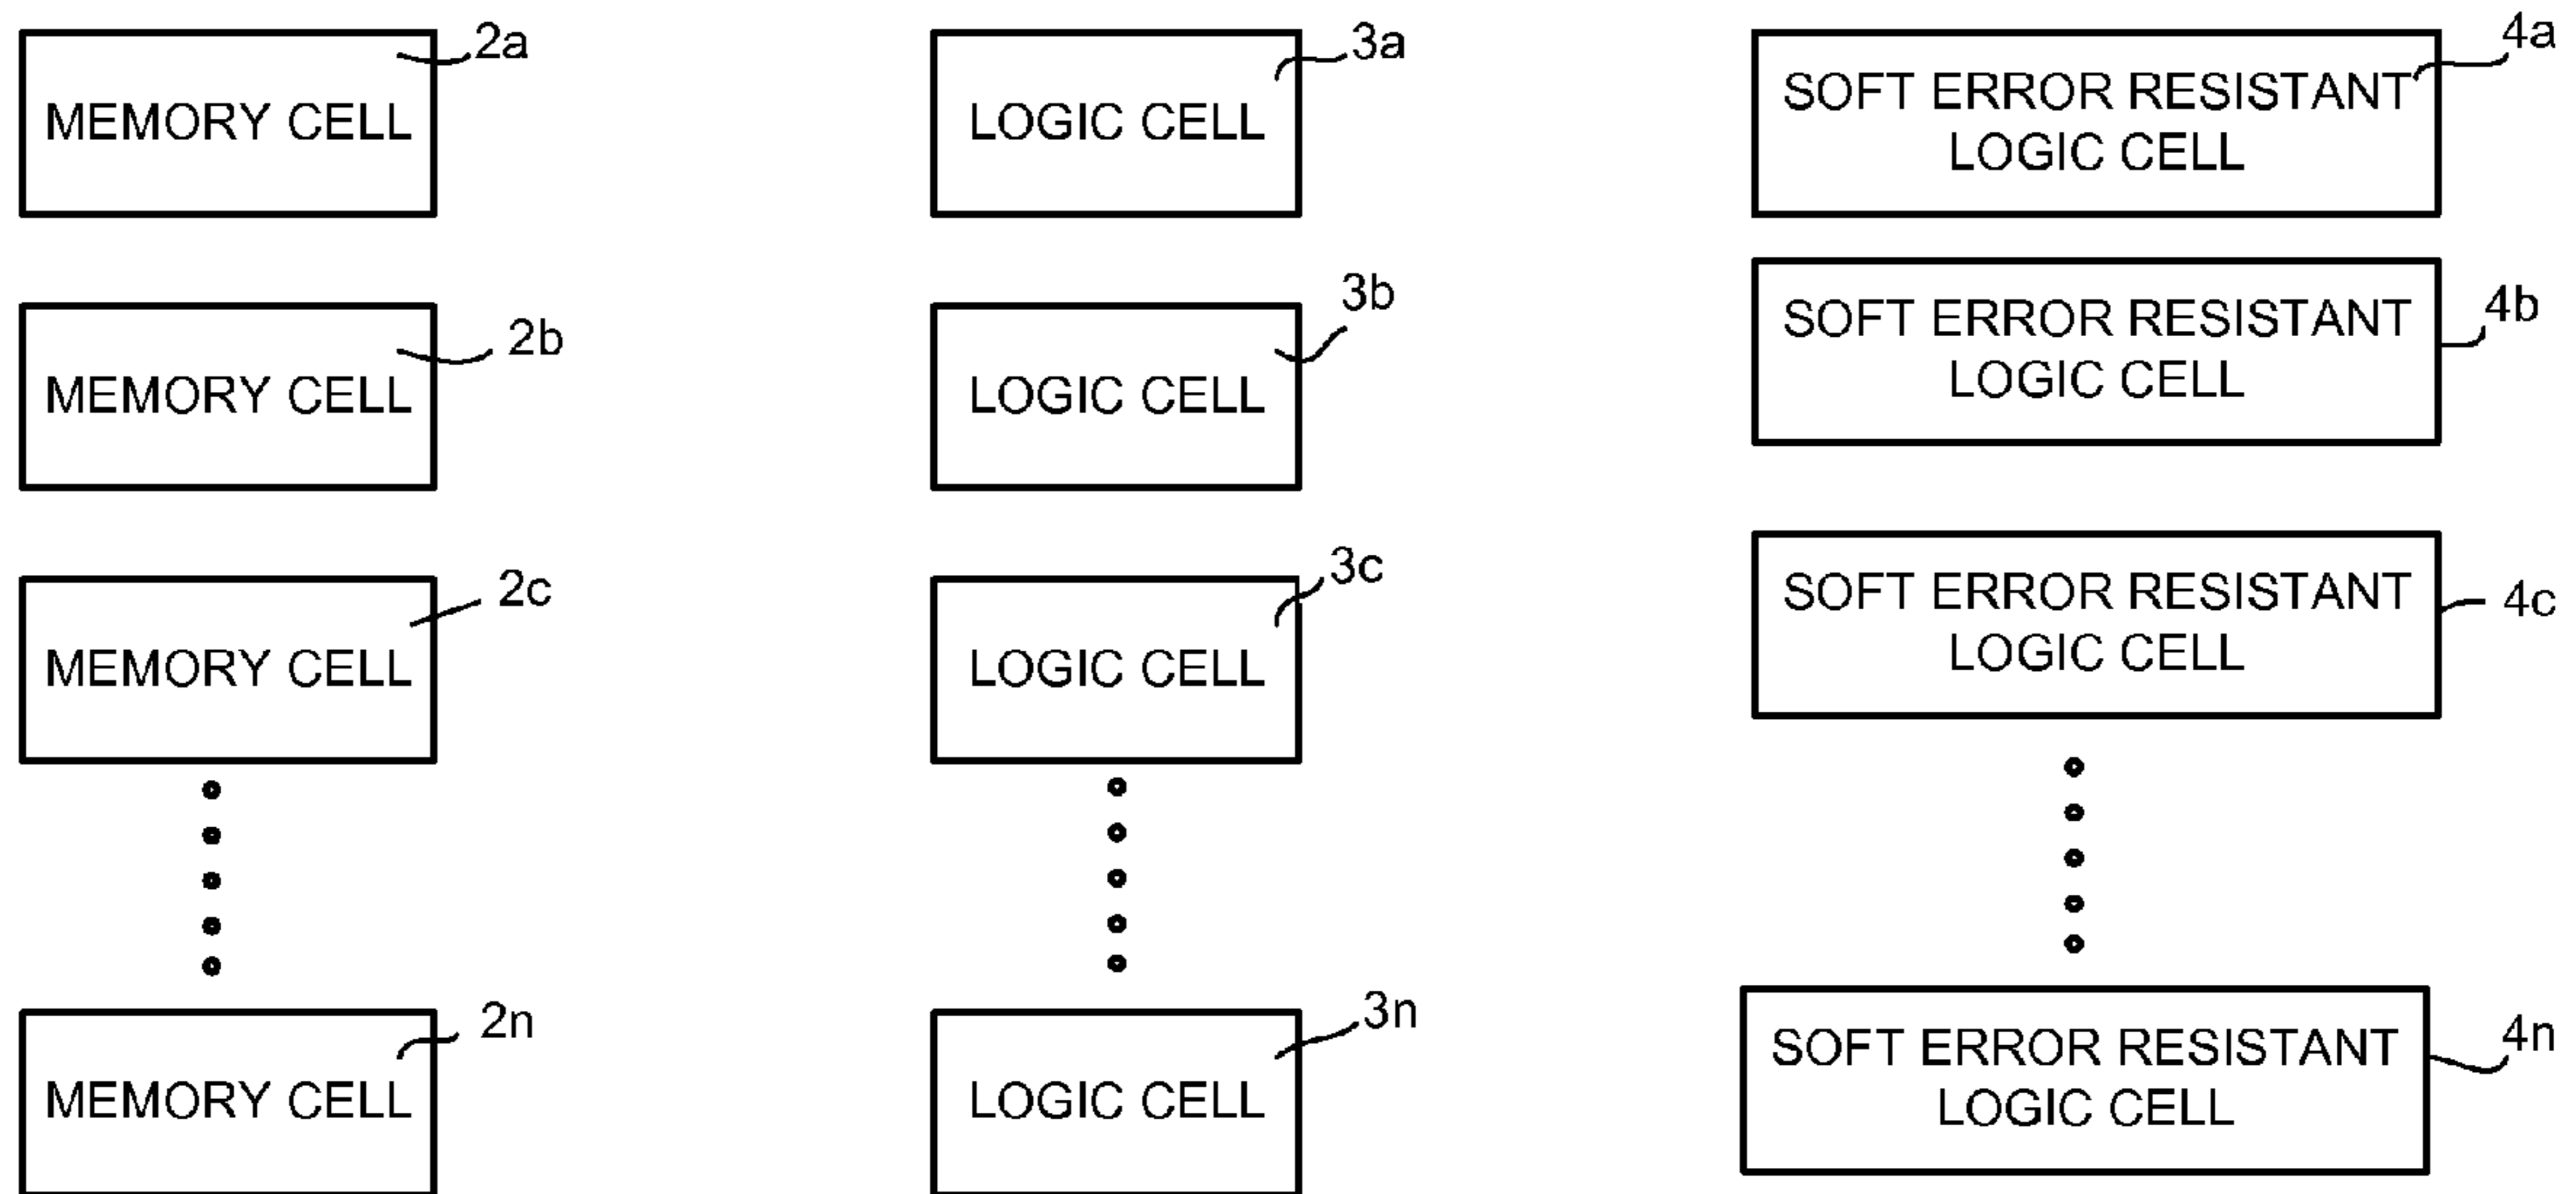 2a
MEMORY CELL
2b
MEMORY CELL
2c
MEMORY CELL
2n
MEMORY CELL
3a
LOGIC CELL
3b
LOGIC CELL
3c
LOGIC CELL
3n
LOGIC CELL
4a
SOFT ERROR RESISTANT
LOGIC CELL
4b
SOFT ERROR RESISTANT
LOGIC CELL
4c
SOFT ERROR RESISTANT
LOGIC CELL
4n
SOFT ERROR RESISTANT
LOGIC CELL